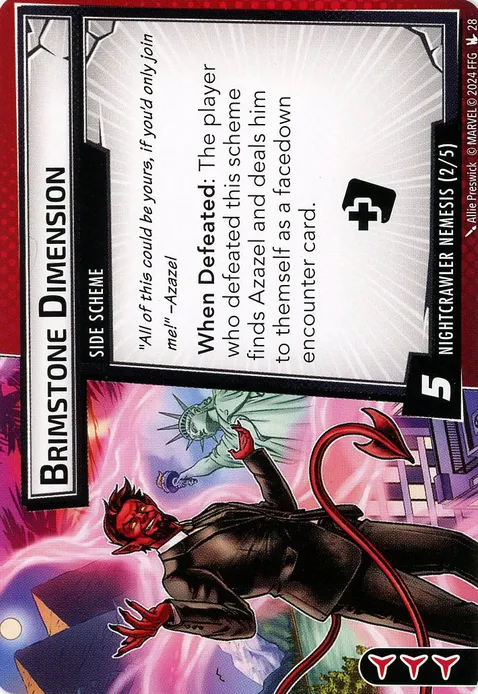 BRIMSTONE DIMENSION
SIDE SCHEME
"All of this could be yours, if you'd only join
me!" –Azazel
When Defeated: The player
who defeated this scheme
finds Azazel and deals him
to themself as a facedown
encounter card.
5
NIGHTCRAWLER NEMESIS (2/5)
Allie Preswick © MARVEL © 2024 FFG 28